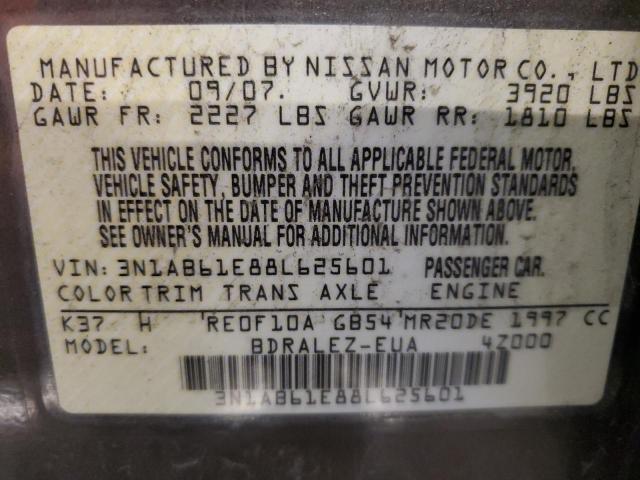 MANUFACTURED BY NISSAN MOTOR CO., LTD
DATE: 09/07. GVWR: 3920 LBS
GAWR FR: 2227 LBS GAWR RR: 1810 LBS
THIS VEHICLE CONFORMS TO ALL APPLICABLE FEDERAL MOTOR
VEHICLE SAFETY, BUMPER AND THEFT PREVENTION STANDARDS
IN EFFECT ON THE DATE OF MANUFACTURE SHOWN ABOVE.
SEE OWNER'S MANUAL FOR ADDITIONAL INFORMATION.
VIN: 3N1AB61E88L625601 PASSENGER CAR.
COLOR TRIM TRANS AXLE ENGINE
K37 H RE0F10A GB54 MR20DE 1997 CC
MODEL: BDRALEZ-EUA 4Z000
3N1AB61E88L625601